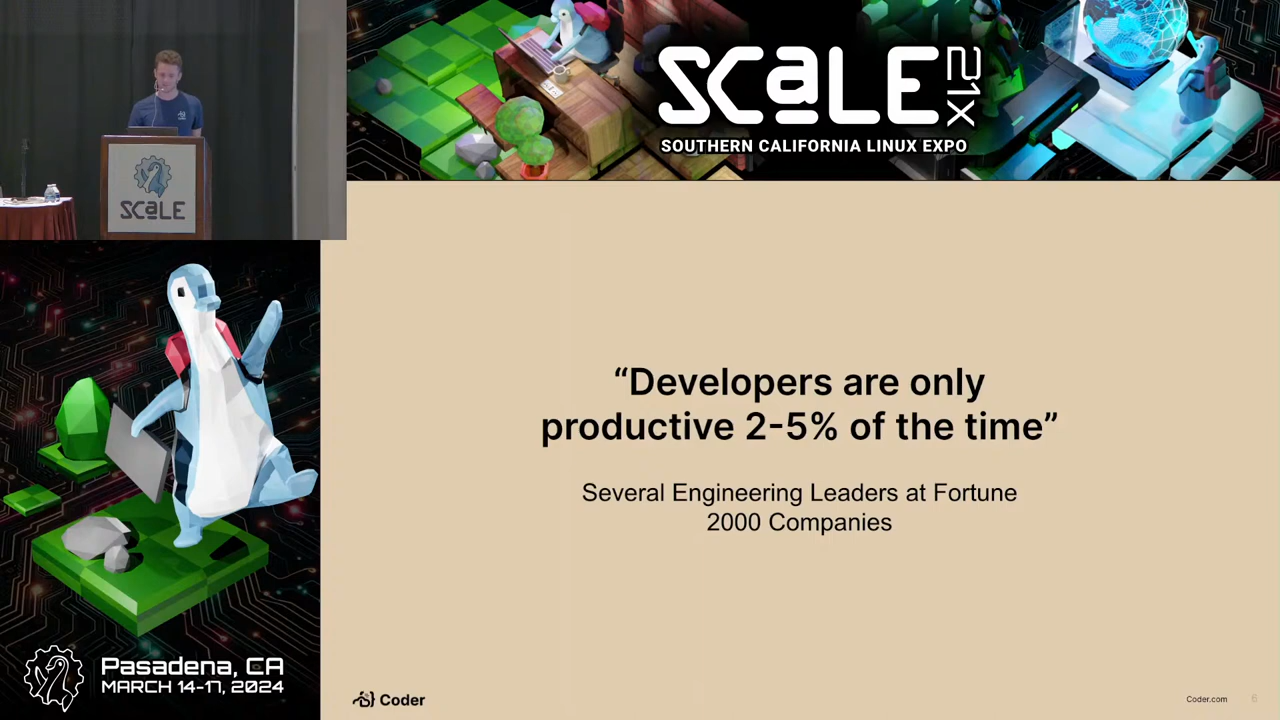 SCaLE 21x
SOUTHERN CALIFORNIA LINUX EXPO
SCaLE
“Developers are only
productive 2-5% of the time”
Several Engineering Leaders at Fortune
2000 Companies
Pasadena, CA
MARCH 14-17, 2024
Coder
Coder.com
6